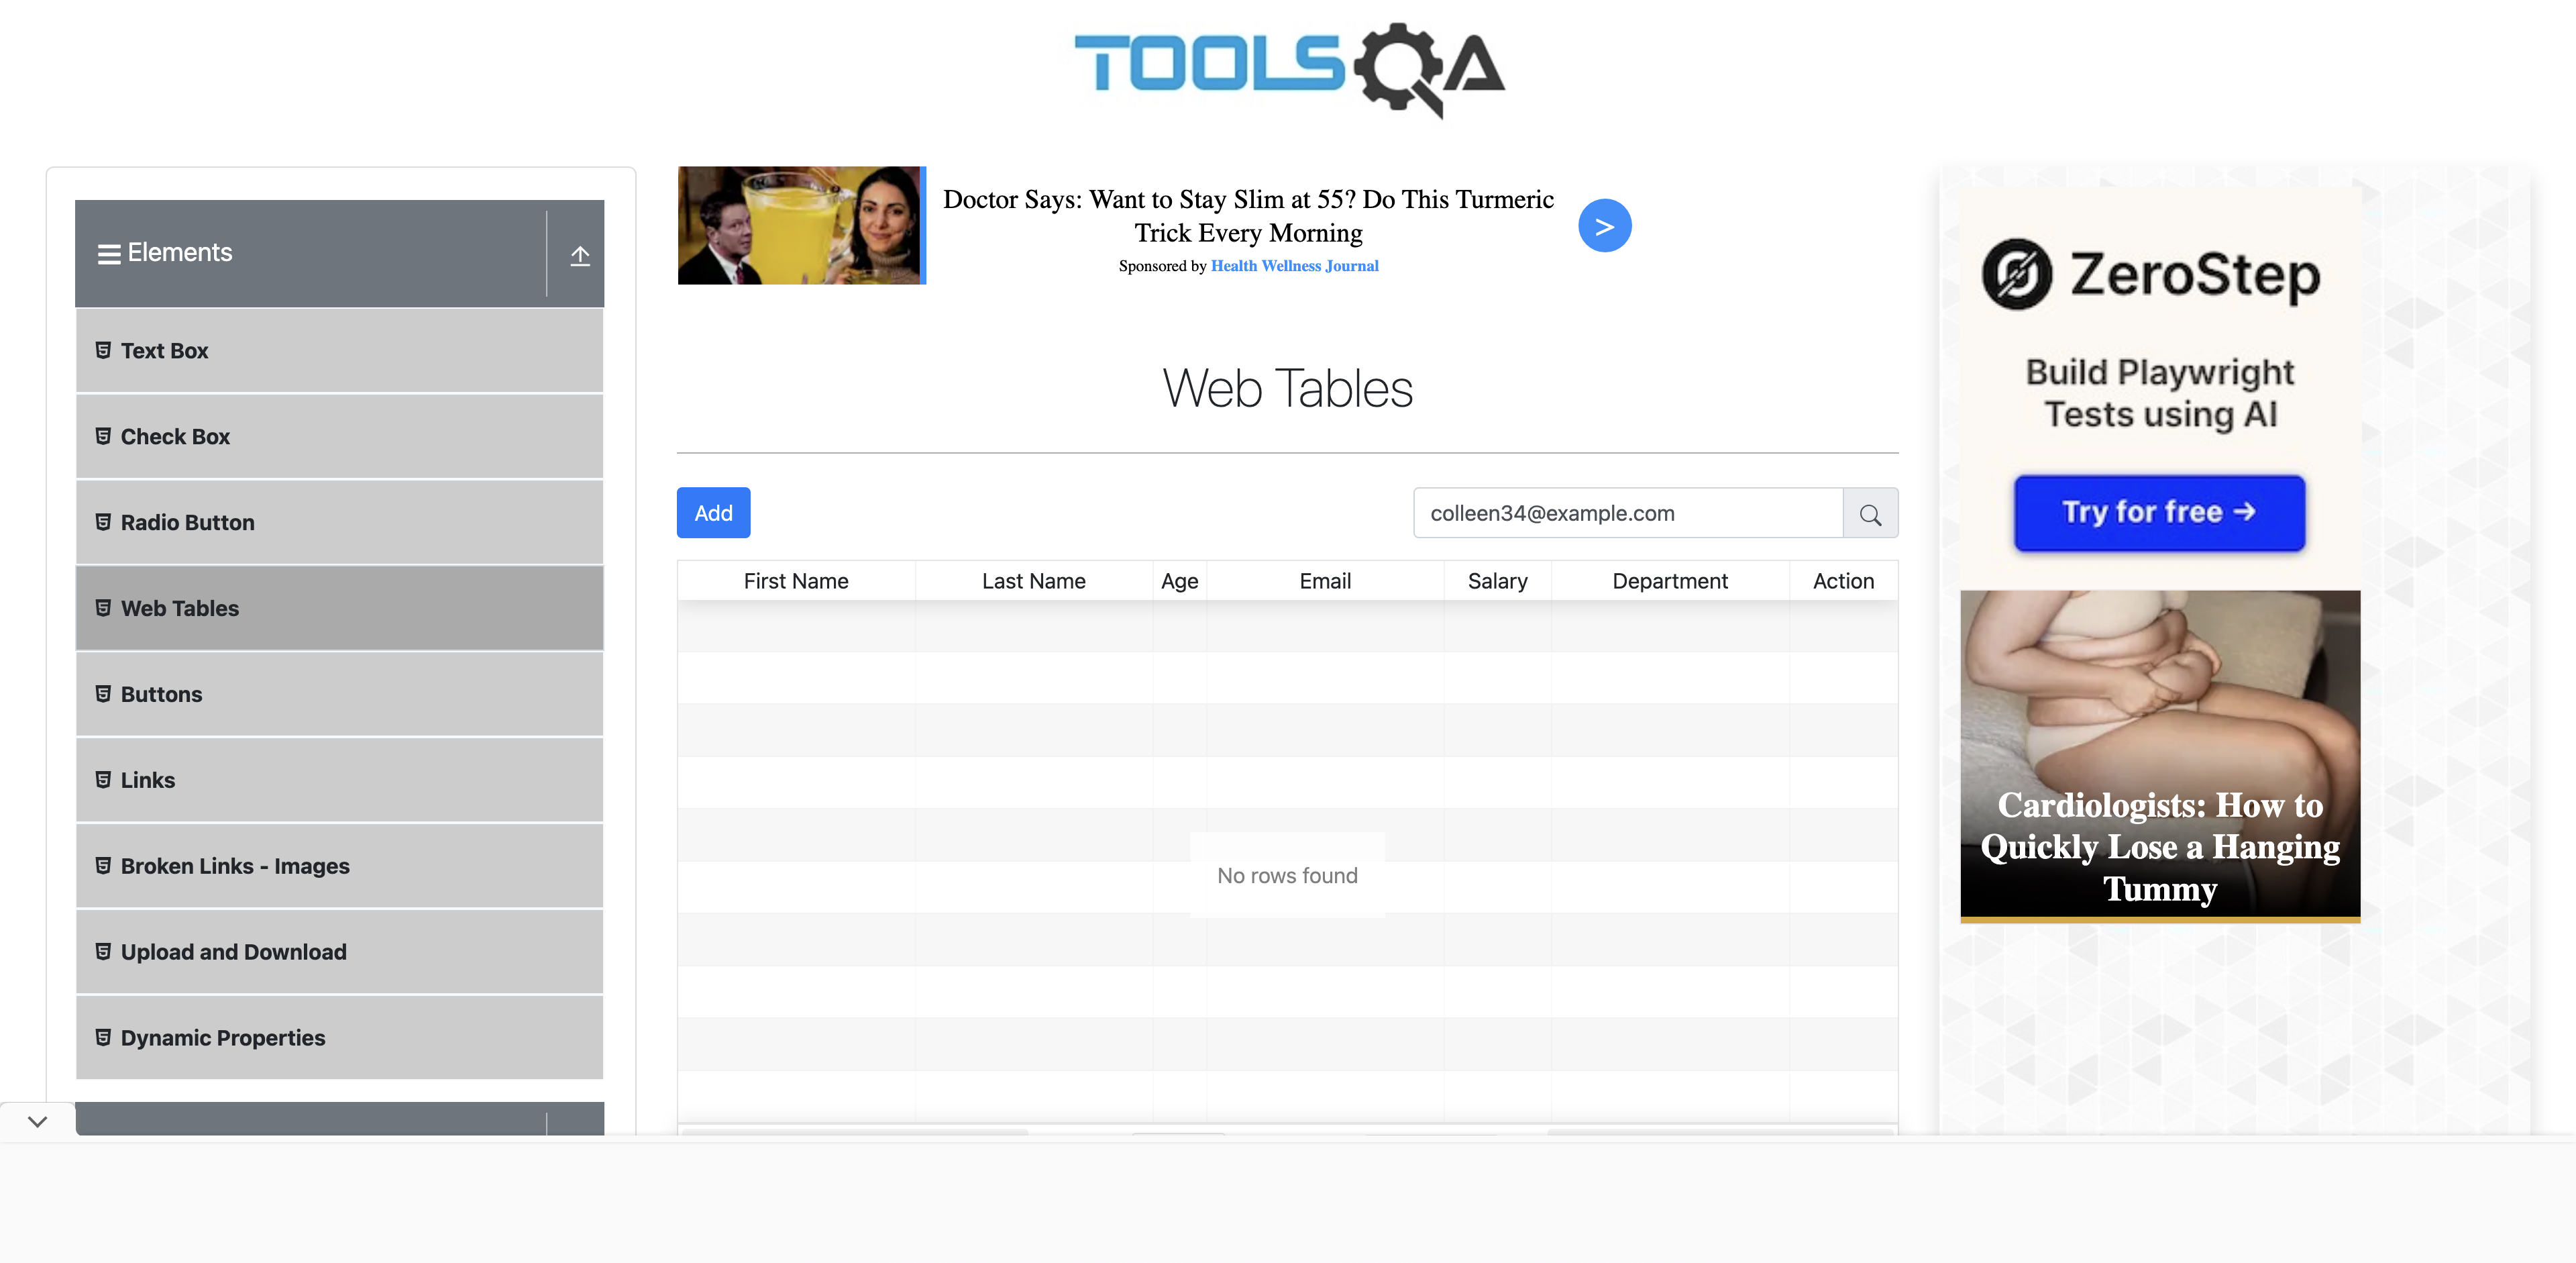 TOOLSQA
Elements
Text Box
Check Box
Radio Button
Web Tables
Buttons
Links
Broken Links - Images
Upload and Download
Dynamic Properties
Doctor Says: Want to Stay Slim at 55? Do This Turmeric
Trick Every Morning
Sponsored by Health Wellness Journal
>
Web Tables
Add
colleen34@example.com
First Name Last Name Age Email Salary Department Action
No rows found
ZeroStep
Build Playwright
Tests using AI
Try for free →
Cardiologists: How to
Quickly Lose a Hanging
Tummy